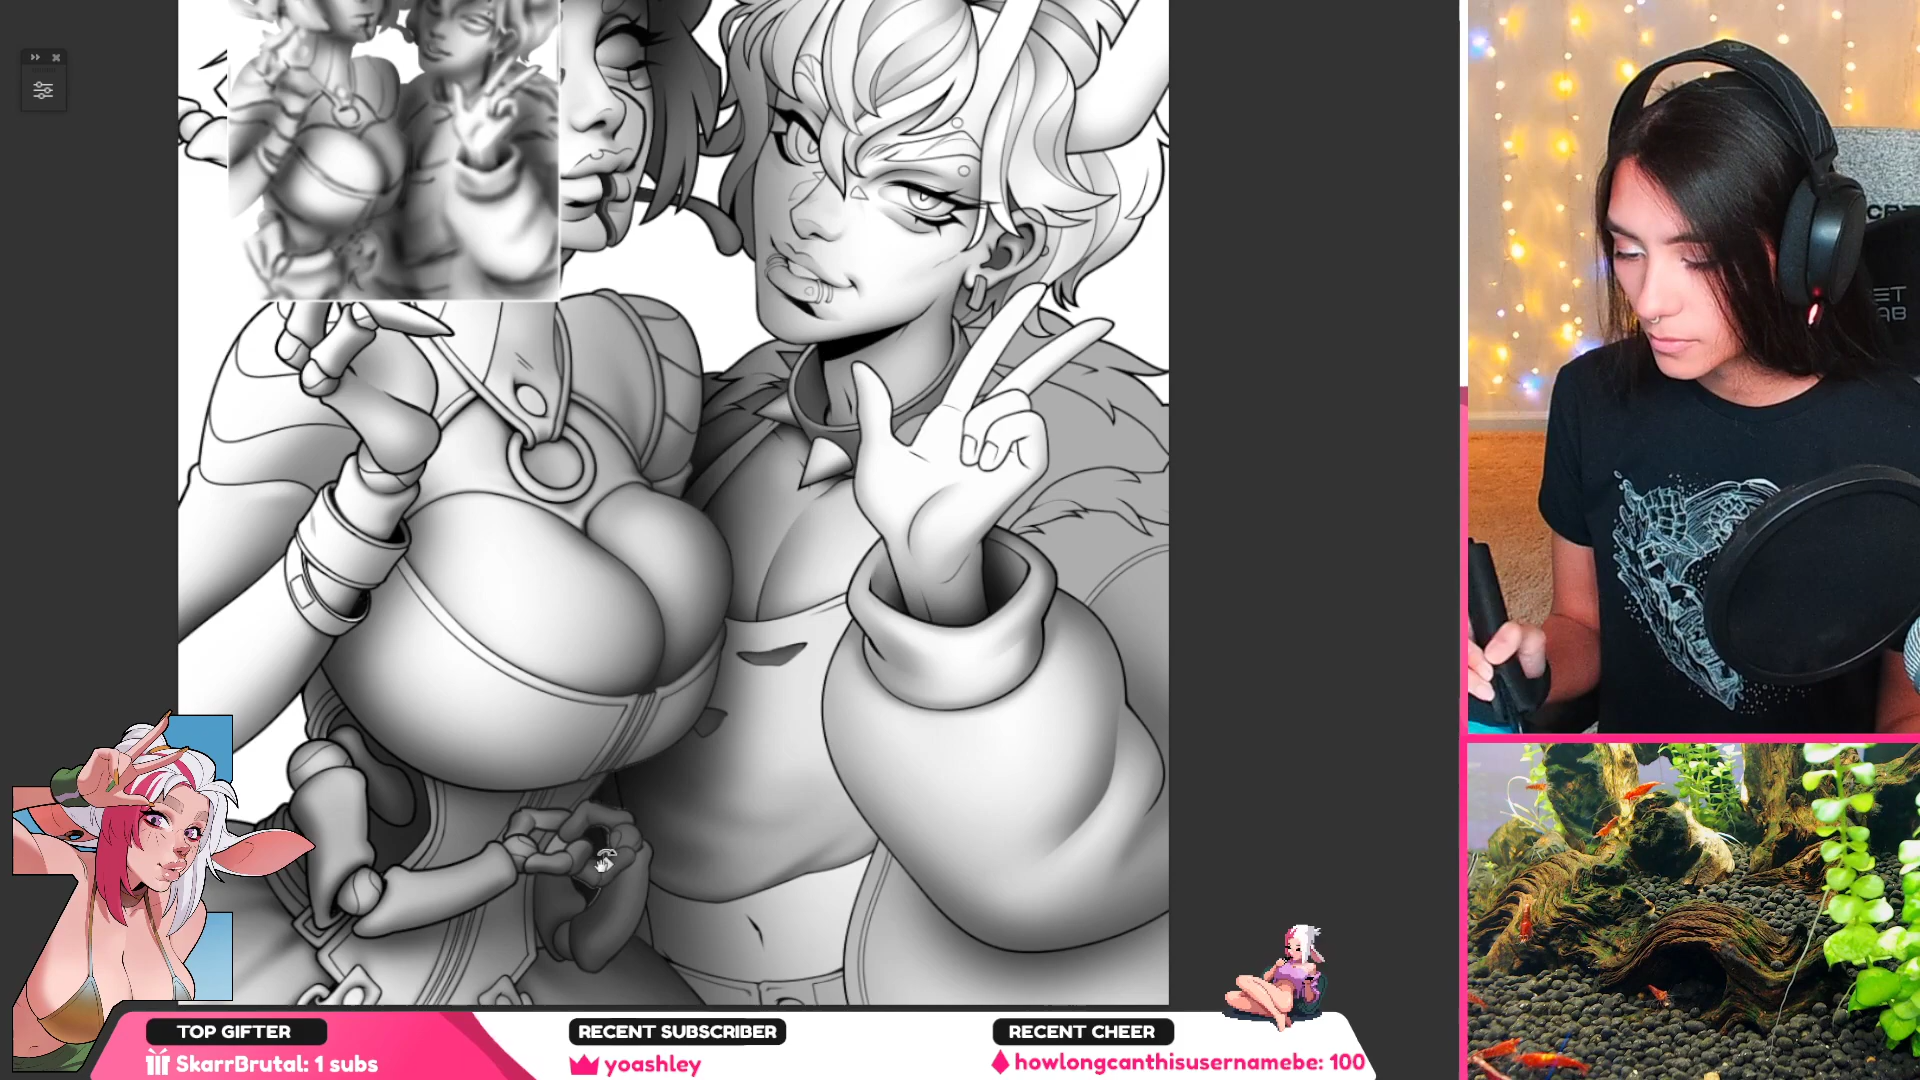 TOP GIFTER
SkarrBrutal: 1 subs
RECENT SUBSCRIBER
yoashley
RECENT CHEER
howlongcanthisusernamebe: 100